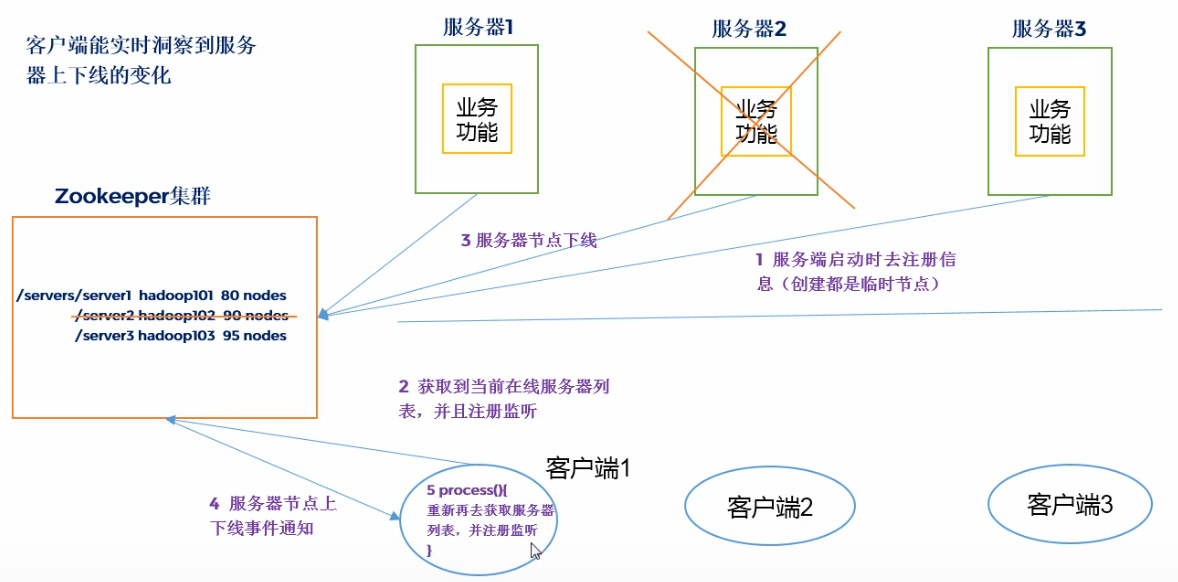 客户端能实时洞察到服务
器上下线的变化
服务器1
服务器2
服务器3
业务
功能
业务
功能
业务
功能
Zookeeper集群
/servers/server1 hadoop101 80 nodes
/server2 hadoop102 90 nodes
/server3 hadoop103 95 nodes
3 服务器节点下线
1 服务端启动时去注册信
息（创建都是临时节点）
2 获取到当前在线服务器列
表，并且注册监听
4 服务器节点上
下线事件通知
客户端1
5 process(){
重新再去获取服务器
列表，并注册监听
}
客户端2
客户端3